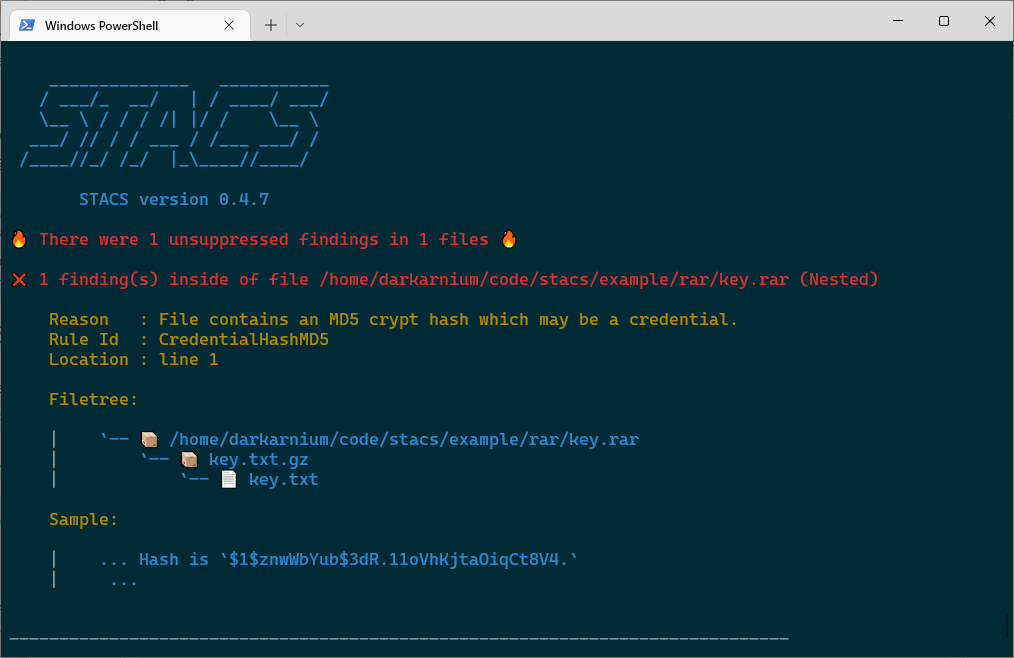 Windows PowerShell
STACS
STACS version 0.4.7
🔥 There were 1 unsuppressed findings in 1 files 🔥
❌ 1 finding(s) inside of file /home/darkarnium/code/stacs/example/rar/key.rar (Nested)
Reason   : File contains an MD5 crypt hash which may be a credential.
Rule Id  : CredentialHashMD5
Location : line 1
Filetree:
|    `-- 📦 /home/darkarnium/code/stacs/example/rar/key.rar
|        `-- 📦 key.txt.gz
|            `-- 📄 key.txt
Sample:
|    ... Hash is `$1$znwWbYub$3dR.11oVhKjtaOiqCt8V4.`
|     ...